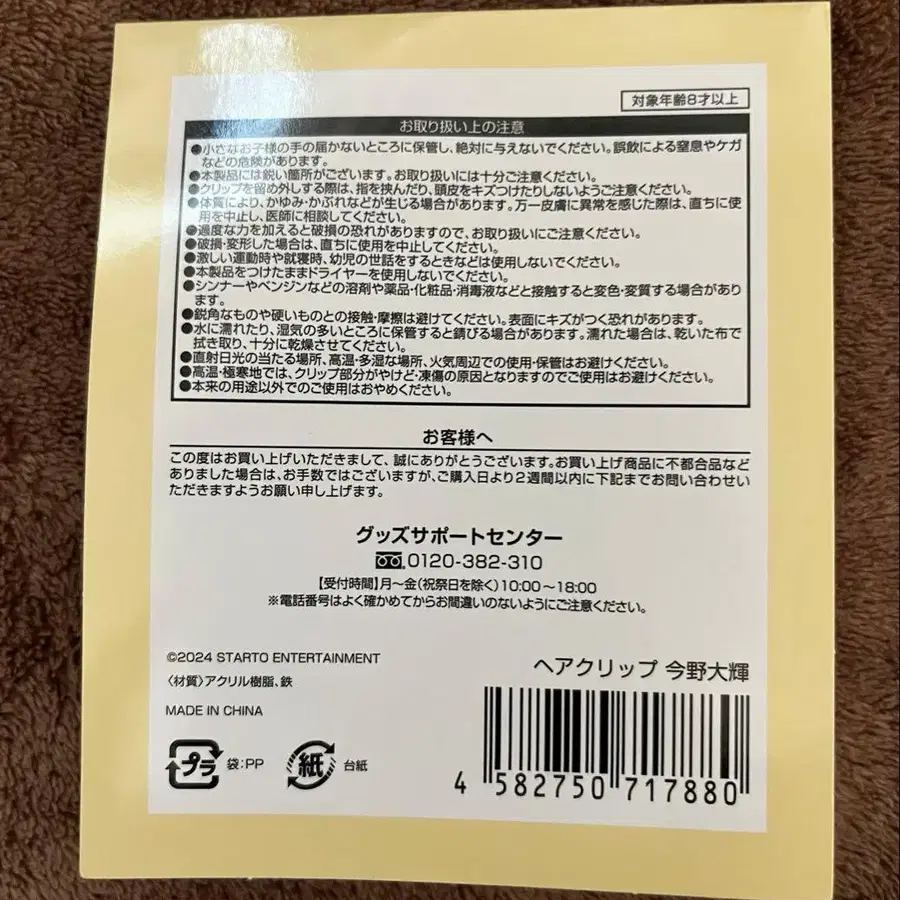 対象年齢8才以上
お取り扱い上の注意
●小さなお子様の手の届かないところに保管し、絶対に与えないでください。誤飲による窒息やケガ
などの危険があります。
●本製品には鋭い箇所がございます。お取り扱いには十分ご注意ください。
●クリップを留め外しする際は、指を挟んだり、頭皮をキズつけたりしないようご注意ください。
●体質により、かゆみ・かぶれなどが生じる場合があります。万一皮膚に異常を感じた際は、直ちに使
用を中止し、医師に相談してください。
●過度な力を加えると破損の恐れがありますので、お取り扱いにご注意ください。
●破損・変形した場合は、直ちに使用を中止してください。
●激しい運動時や就寝時、幼児の世話をするときなどは使用しないでください。
●本製品をつけたままドライヤーを使用しないでください。
●シンナーやベンジンなどの溶剤や薬品・化粧品・消毒液などと接触すると変色・変質する場合があり
ます。
●鋭角なものや硬いものとの接触・摩擦は避けてください。表面にキズがつく恐れがあります。
●水に濡れたり、湿気の多いところに保管すると錆びる場合があります。濡れた場合は、乾いた布で
拭き取り、十分に乾燥させてください。
●直射日光の当たる場所、高温・多湿な場所、火気周辺での使用・保管はお避けください。
●高温・極寒地では、クリップ部分がやけど・凍傷の原因となりますのでご使用はお避けください。
●本来の用途以外でのご使用はおやめください。
お客様へ
この度はお買い上げいただきまして、誠にありがとうございます。お買い上げ商品に不都合品など
ありました場合は、お手数ではございますが、ご購入日より2週間以内に下記までお問い合わせい
ただきますようお願い申し上げます。
グッズサポートセンター
0120-382-310
【受付時間】月〜金(祝祭日を除く)10:00〜18:00
※電話番号はよく確かめてからお間違いのないようにご注意ください。
©2024 STARTO ENTERTAINMENT
〈材質〉アクリル樹脂、鉄
MADE IN CHINA
プラ 袋:PP 紙 台紙
ヘアクリップ 今野大輝
4 582750 717880